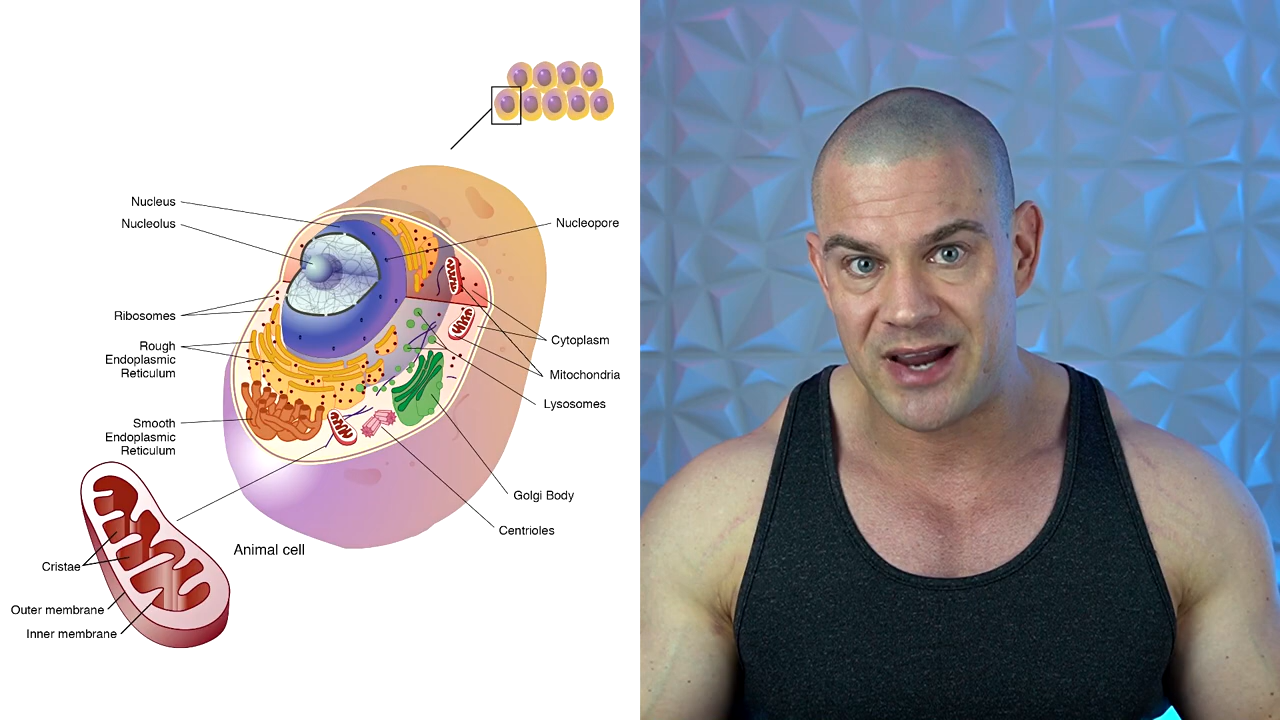 Nucleus
Nucleolus
Nucleopore
Ribosomes
Rough
Endoplasmic
Reticulum
Cytoplasm
Mitochondria
Lysosomes
Smooth
Endoplasmic
Reticulum
Golgi Body
Centrioles
Animal cell
Cristae
Outer membrane
Inner membrane